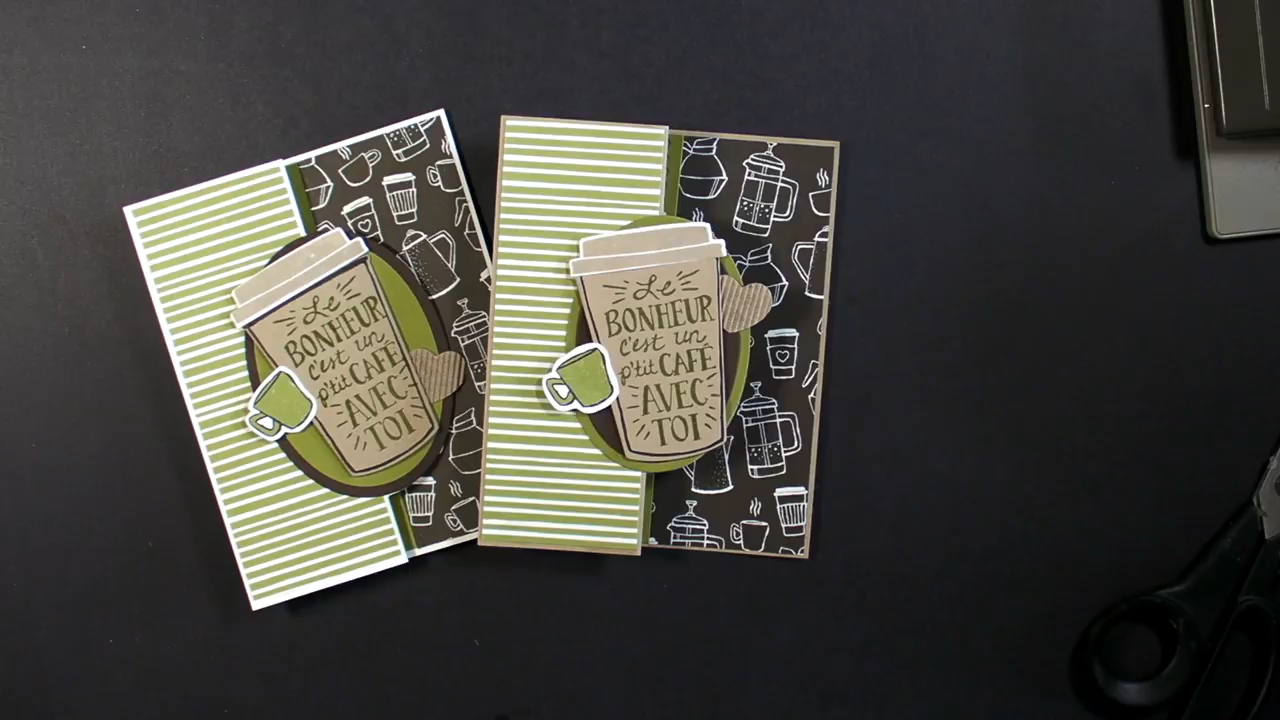 Le
BONHEUR
c'est un
p'tit CAFÉ
AVEC
TOI
Le
BONHEUR
c'est un
p'tit CAFÉ
AVEC
TOI